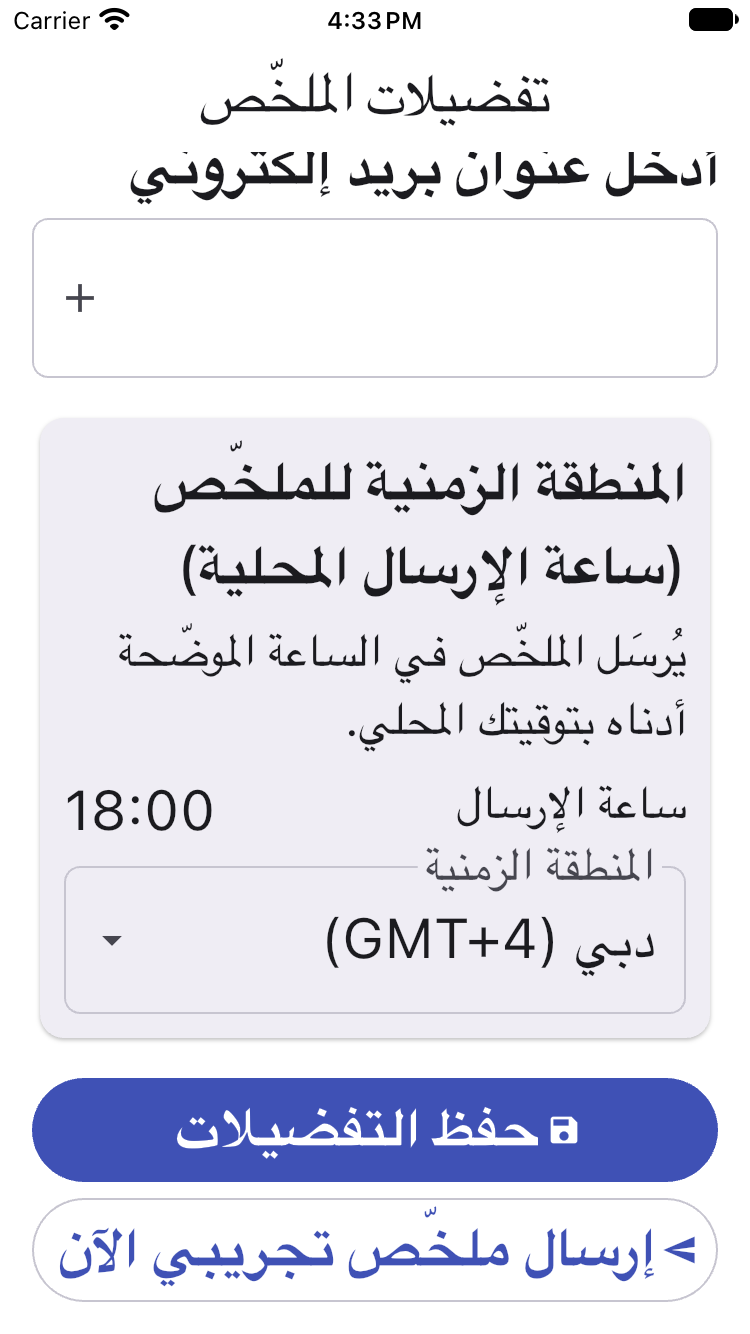 Carrier
4:33 PM
تفضيلات الملخّص
أدخل عنوان بريد إلكتروني
+
المنطقة الزمنية للملخّص
(ساعة الإرسال المحلية)
يُرسَل الملخّص في الساعة الموضّحة
أدناه بتوقيتك المحلي.
ساعة الإرسال 18:00
المنطقة الزمنية
دبي (GMT+4)
حفظ التفضيلات
إرسال ملخّص تجريبي الآن